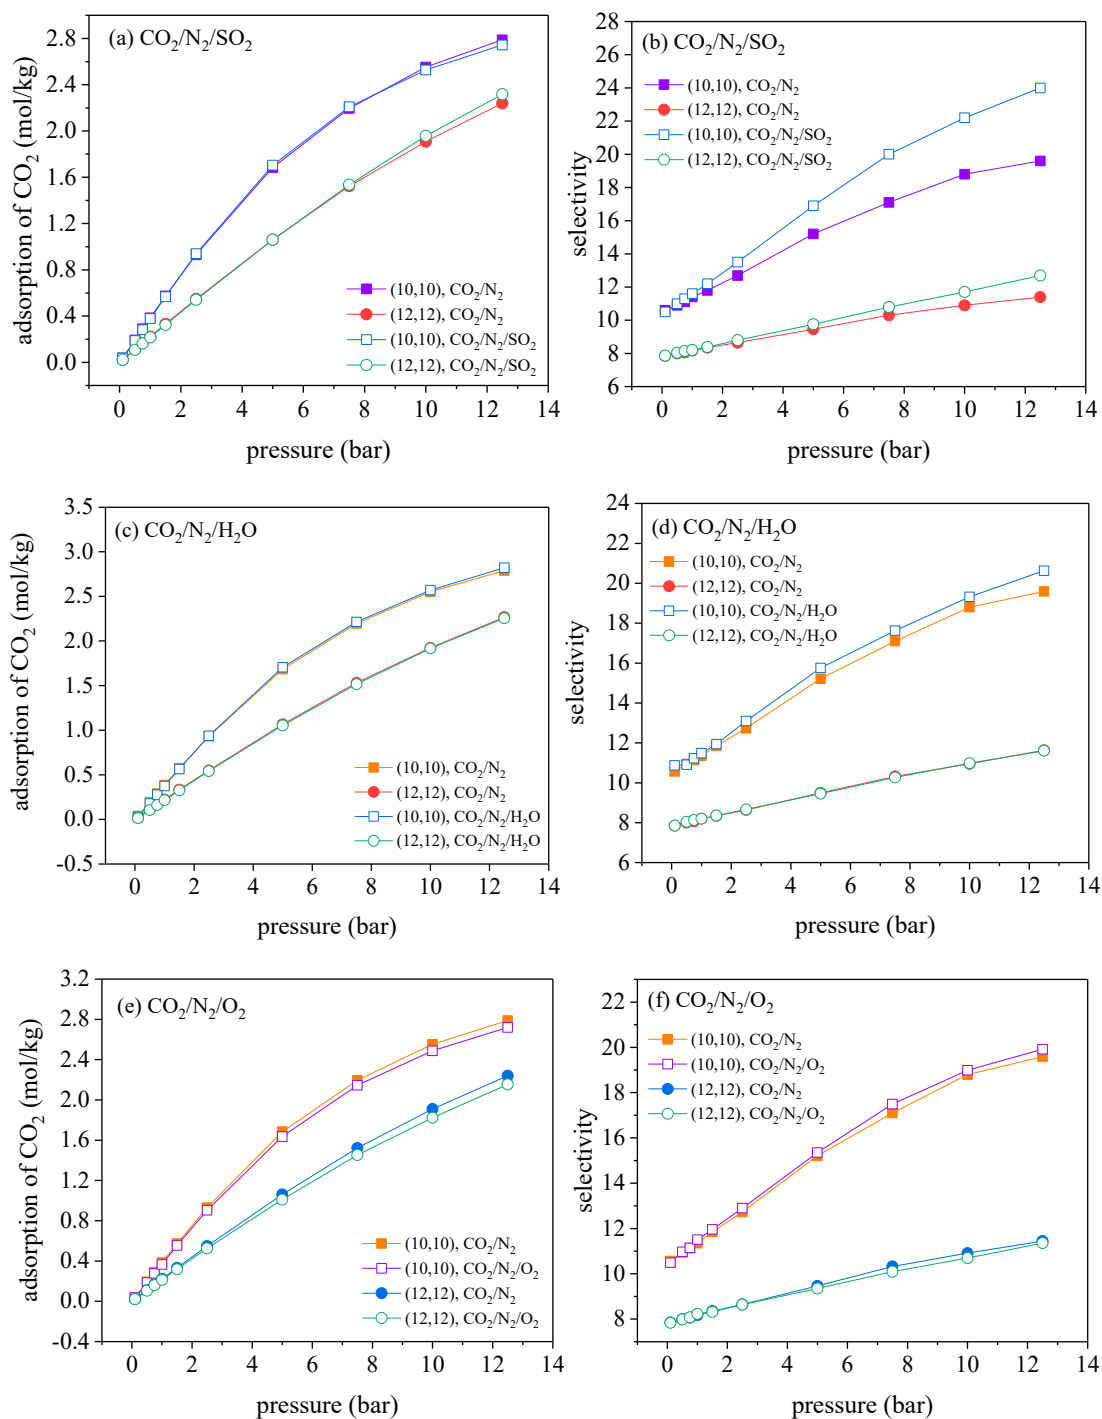 (a) CO₂/N₂/SO₂
adsorption of CO₂ (mol/kg)
2.8
2.4
2.0
1.6
1.2
0.8
0.4
0.0
(10,10), CO₂/N₂
(12,12), CO₂/N₂
(10,10), CO₂/N₂/SO₂
(12,12), CO₂/N₂/SO₂
0 2 4 6 8 10 12 14
pressure (bar)
(b) CO₂/N₂/SO₂
selectivity
28
26
24
22
20
18
16
14
12
10
8
6
(10,10), CO₂/N₂
(12,12), CO₂/N₂
(10,10), CO₂/N₂/SO₂
(12,12), CO₂/N₂/SO₂
0 2 4 6 8 10 12 14
pressure (bar)
(c) CO₂/N₂/H₂O
adsorption of CO₂ (mol/kg)
3.5
3.0
2.5
2.0
1.5
1.0
0.5
0.0
-0.5
(10,10), CO₂/N₂
(12,12), CO₂/N₂
(10,10), CO₂/N₂/H₂O
(12,12), CO₂/N₂/H₂O
0 2 4 6 8 10 12 14
pressure (bar)
(d) CO₂/N₂/H₂O
selectivity
24
22
20
18
16
14
12
10
8
6
(10,10), CO₂/N₂
(12,12), CO₂/N₂
(10,10), CO₂/N₂/H₂O
(12,12), CO₂/N₂/H₂O
0 2 4 6 8 10 12 14
pressure (bar)
(e) CO₂/N₂/O₂
adsorption of CO₂ (mol/kg)
3.2
2.8
2.4
2.0
1.6
1.2
0.8
0.4
0.0
-0.4
(10,10), CO₂/N₂
(10,10), CO₂/N₂/O₂
(12,12), CO₂/N₂
(12,12), CO₂/N₂/O₂
0 2 4 6 8 10 12 14
pressure (bar)
(f) CO₂/N₂/O₂
selectivity
22
20
18
16
14
12
10
8
(10,10), CO₂/N₂
(10,10), CO₂/N₂/O₂
(12,12), CO₂/N₂
(12,12), CO₂/N₂/O₂
0 2 4 6 8 10 12 14
pressure (bar)